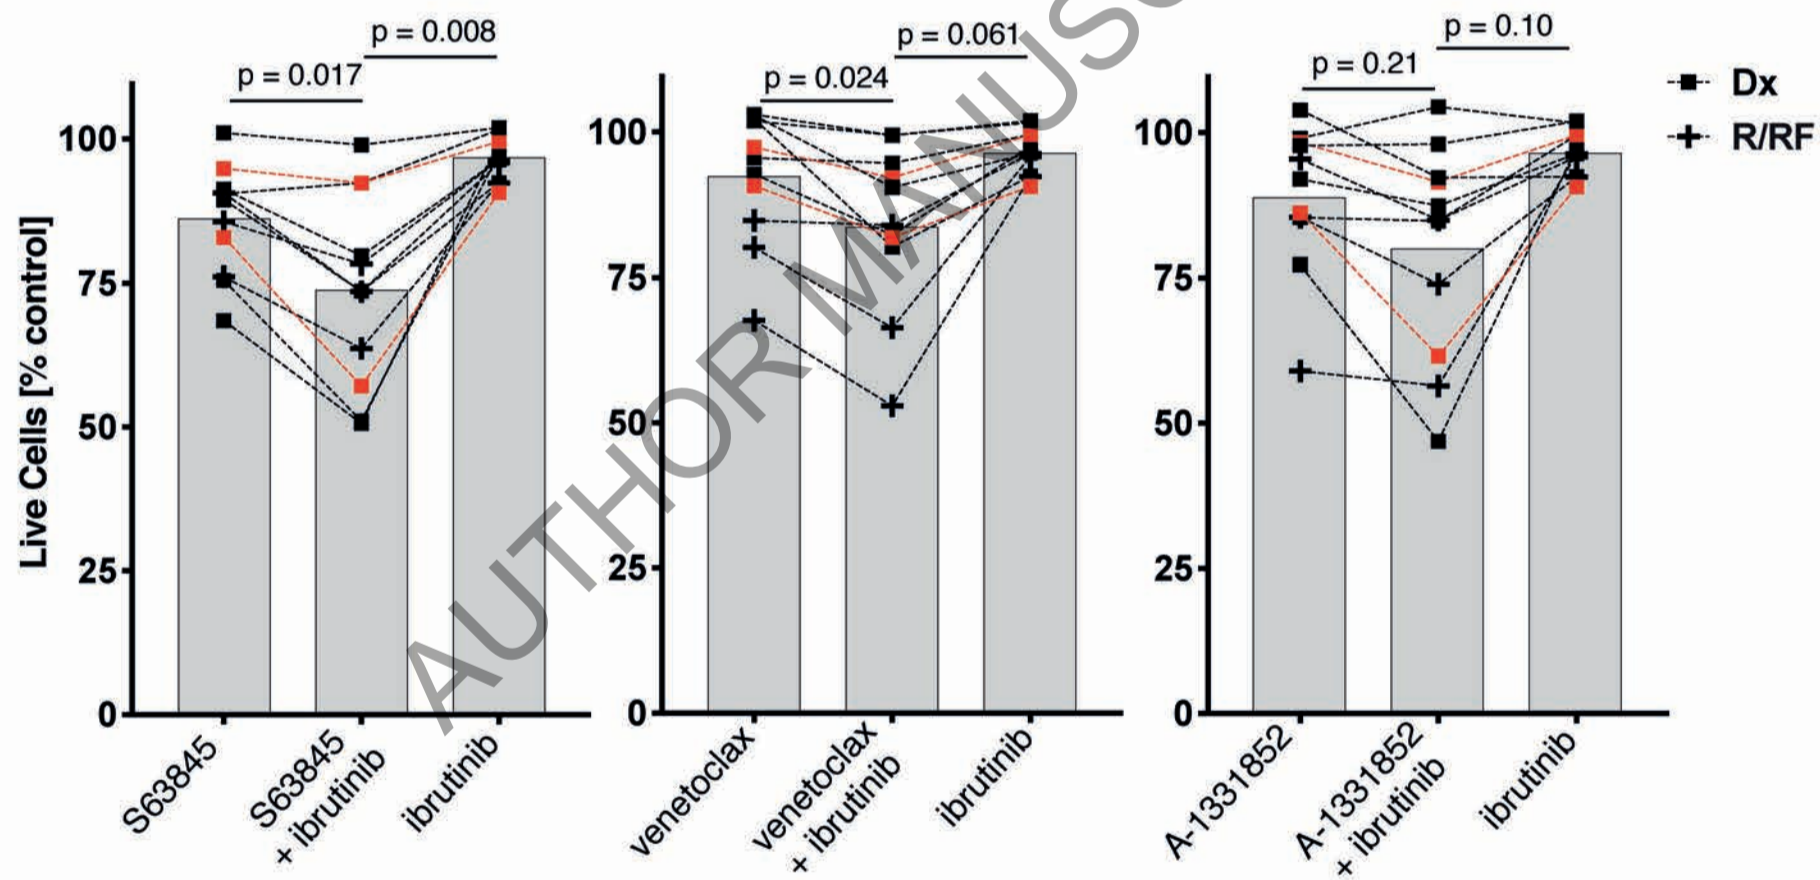 p = 0.008
p = 0.017
Live Cells [% control]
100
75
50
25
0
S63845
S63845
+ ibrutinib
ibrutinib
p = 0.061
p = 0.024
100
75
50
25
0
venetoclax
venetoclax
+ ibrutinib
ibrutinib
p = 0.10
p = 0.21
100
75
50
25
0
A-1331852
A-1331852
+ ibrutinib
ibrutinib
Dx
R/RF
AUTHOR MANUSC